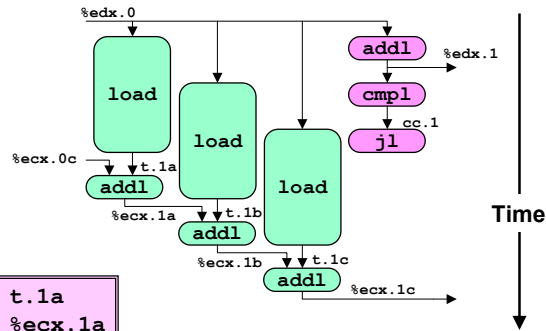 %edx.0
addl
%edx.1
load
cmpl
load
cc.1
jl
load
%ecx.0c
t.1a
addl
%ecx.1a
t.1b
Time
addl
%ecx.1b
t.1c
addl
%ecx.1c
t.1a
%ecx.1a